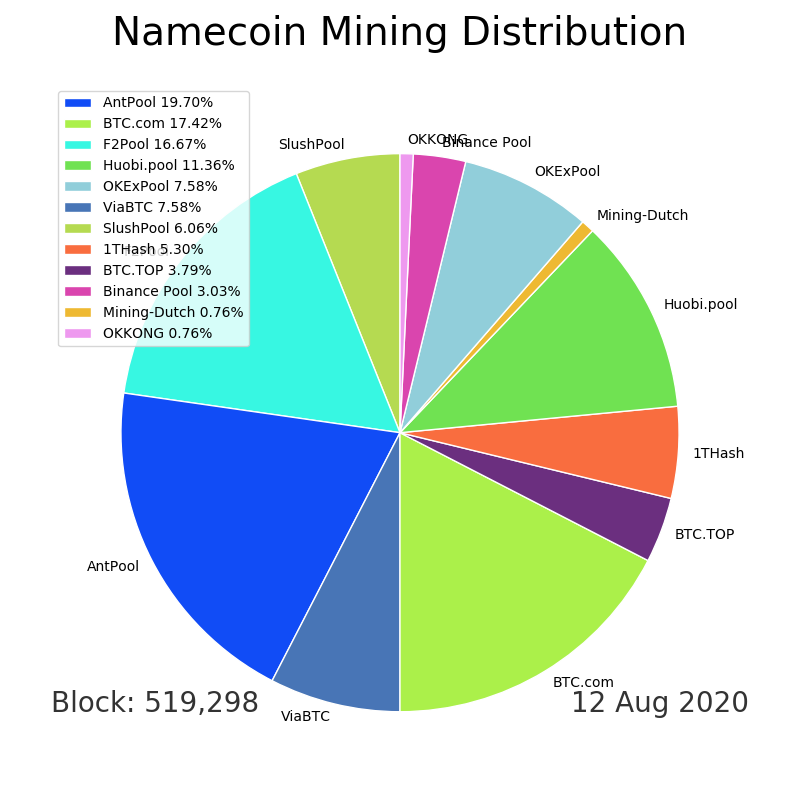 Namecoin Mining Distribution
AntPool 19.70%
BTC.com 17.42%
F2Pool 16.67%
Huobi.pool 11.36%
OKExPool 7.58%
ViaBTC 7.58%
SlushPool 6.06%
1THash 5.30%
BTC.TOP 3.79%
Binance Pool 3.03%
Mining-Dutch 0.76%
OKKONG 0.76%
SlushPool
OKKONG
Binance Pool
OKExPool
Mining-Dutch
Huobi.pool
1THash
BTC.TOP
BTC.com
ViaBTC
AntPool
F2Pool
Block: 519,298
12 Aug 2020